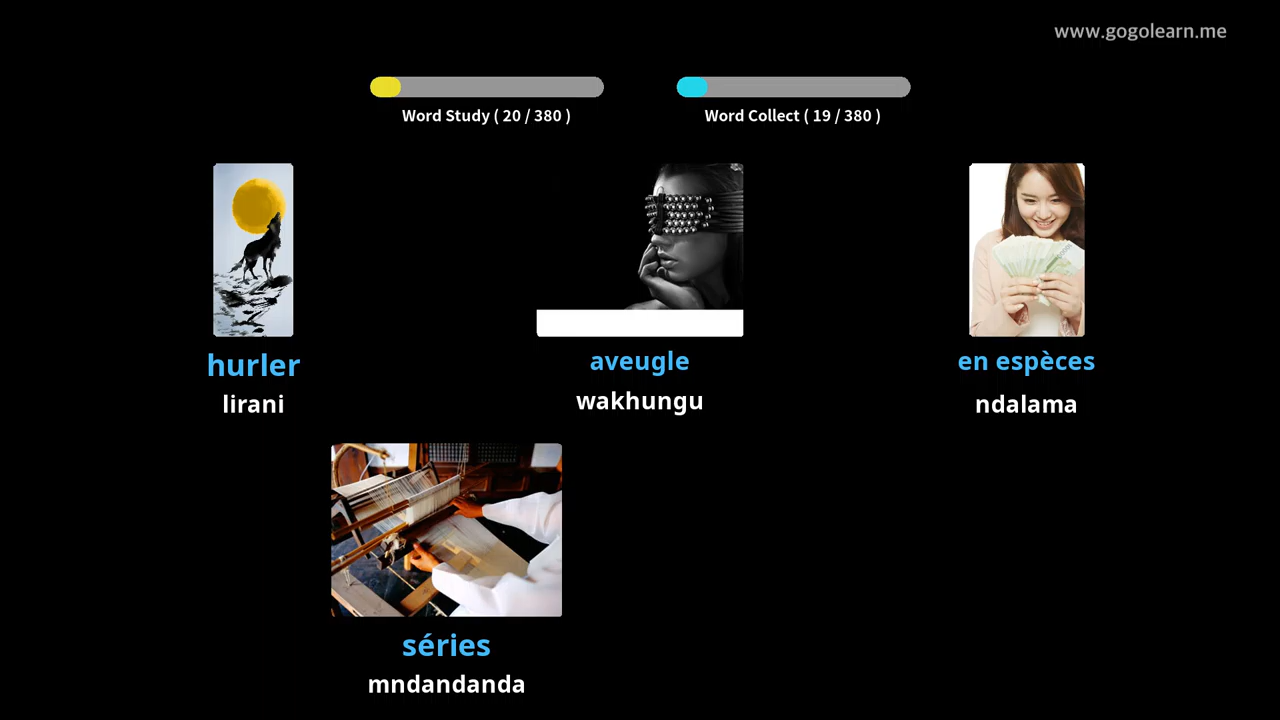 www.gogolearn.me
Word Study ( 20 / 380 )
Word Collect ( 19 / 380 )
hurler
lirani
aveugle
wakhungu
en espèces
ndalama
séries
mndandanda